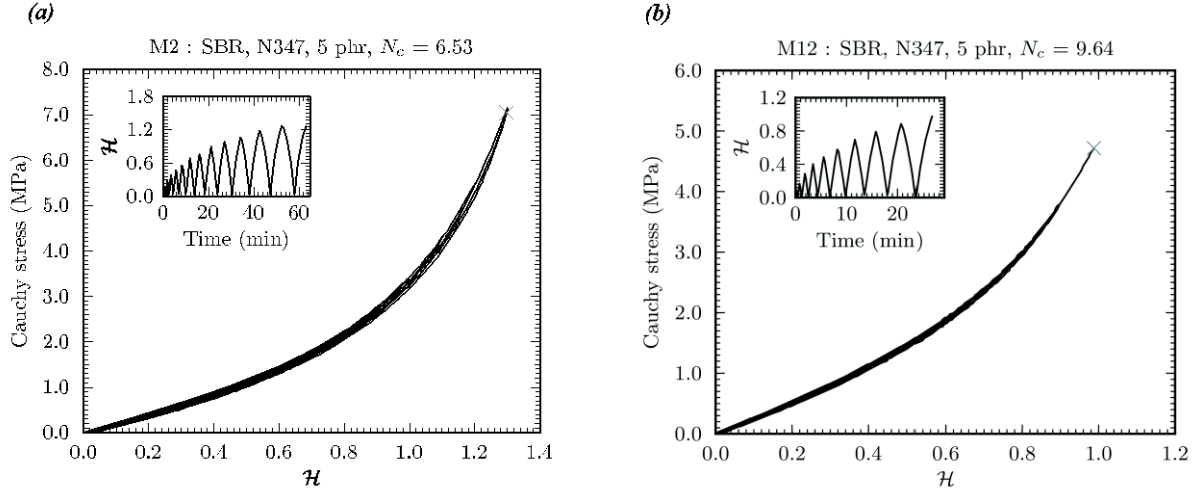 (a)
M2 : SBR, N347, 5 phr, N_c = 6.53
8.0
7.0
6.0
5.0
4.0
3.0
2.0
1.0
0.0
Cauchy stress (MPa)
0.0 0.2 0.4 0.6 0.8 1.0 1.2 1.4
ℋ
1.8
1.2
0.6
0.0
ℋ
0 20 40 60
Time (min)
(b)
M12 : SBR, N347, 5 phr, N_c = 9.64
6.0
5.0
4.0
3.0
2.0
1.0
0.0
Cauchy stress (MPa)
0.0 0.2 0.4 0.6 0.8 1.0 1.2
ℋ
1.2
0.8
0.4
0.0
ℋ
0 10 20
Time (min)